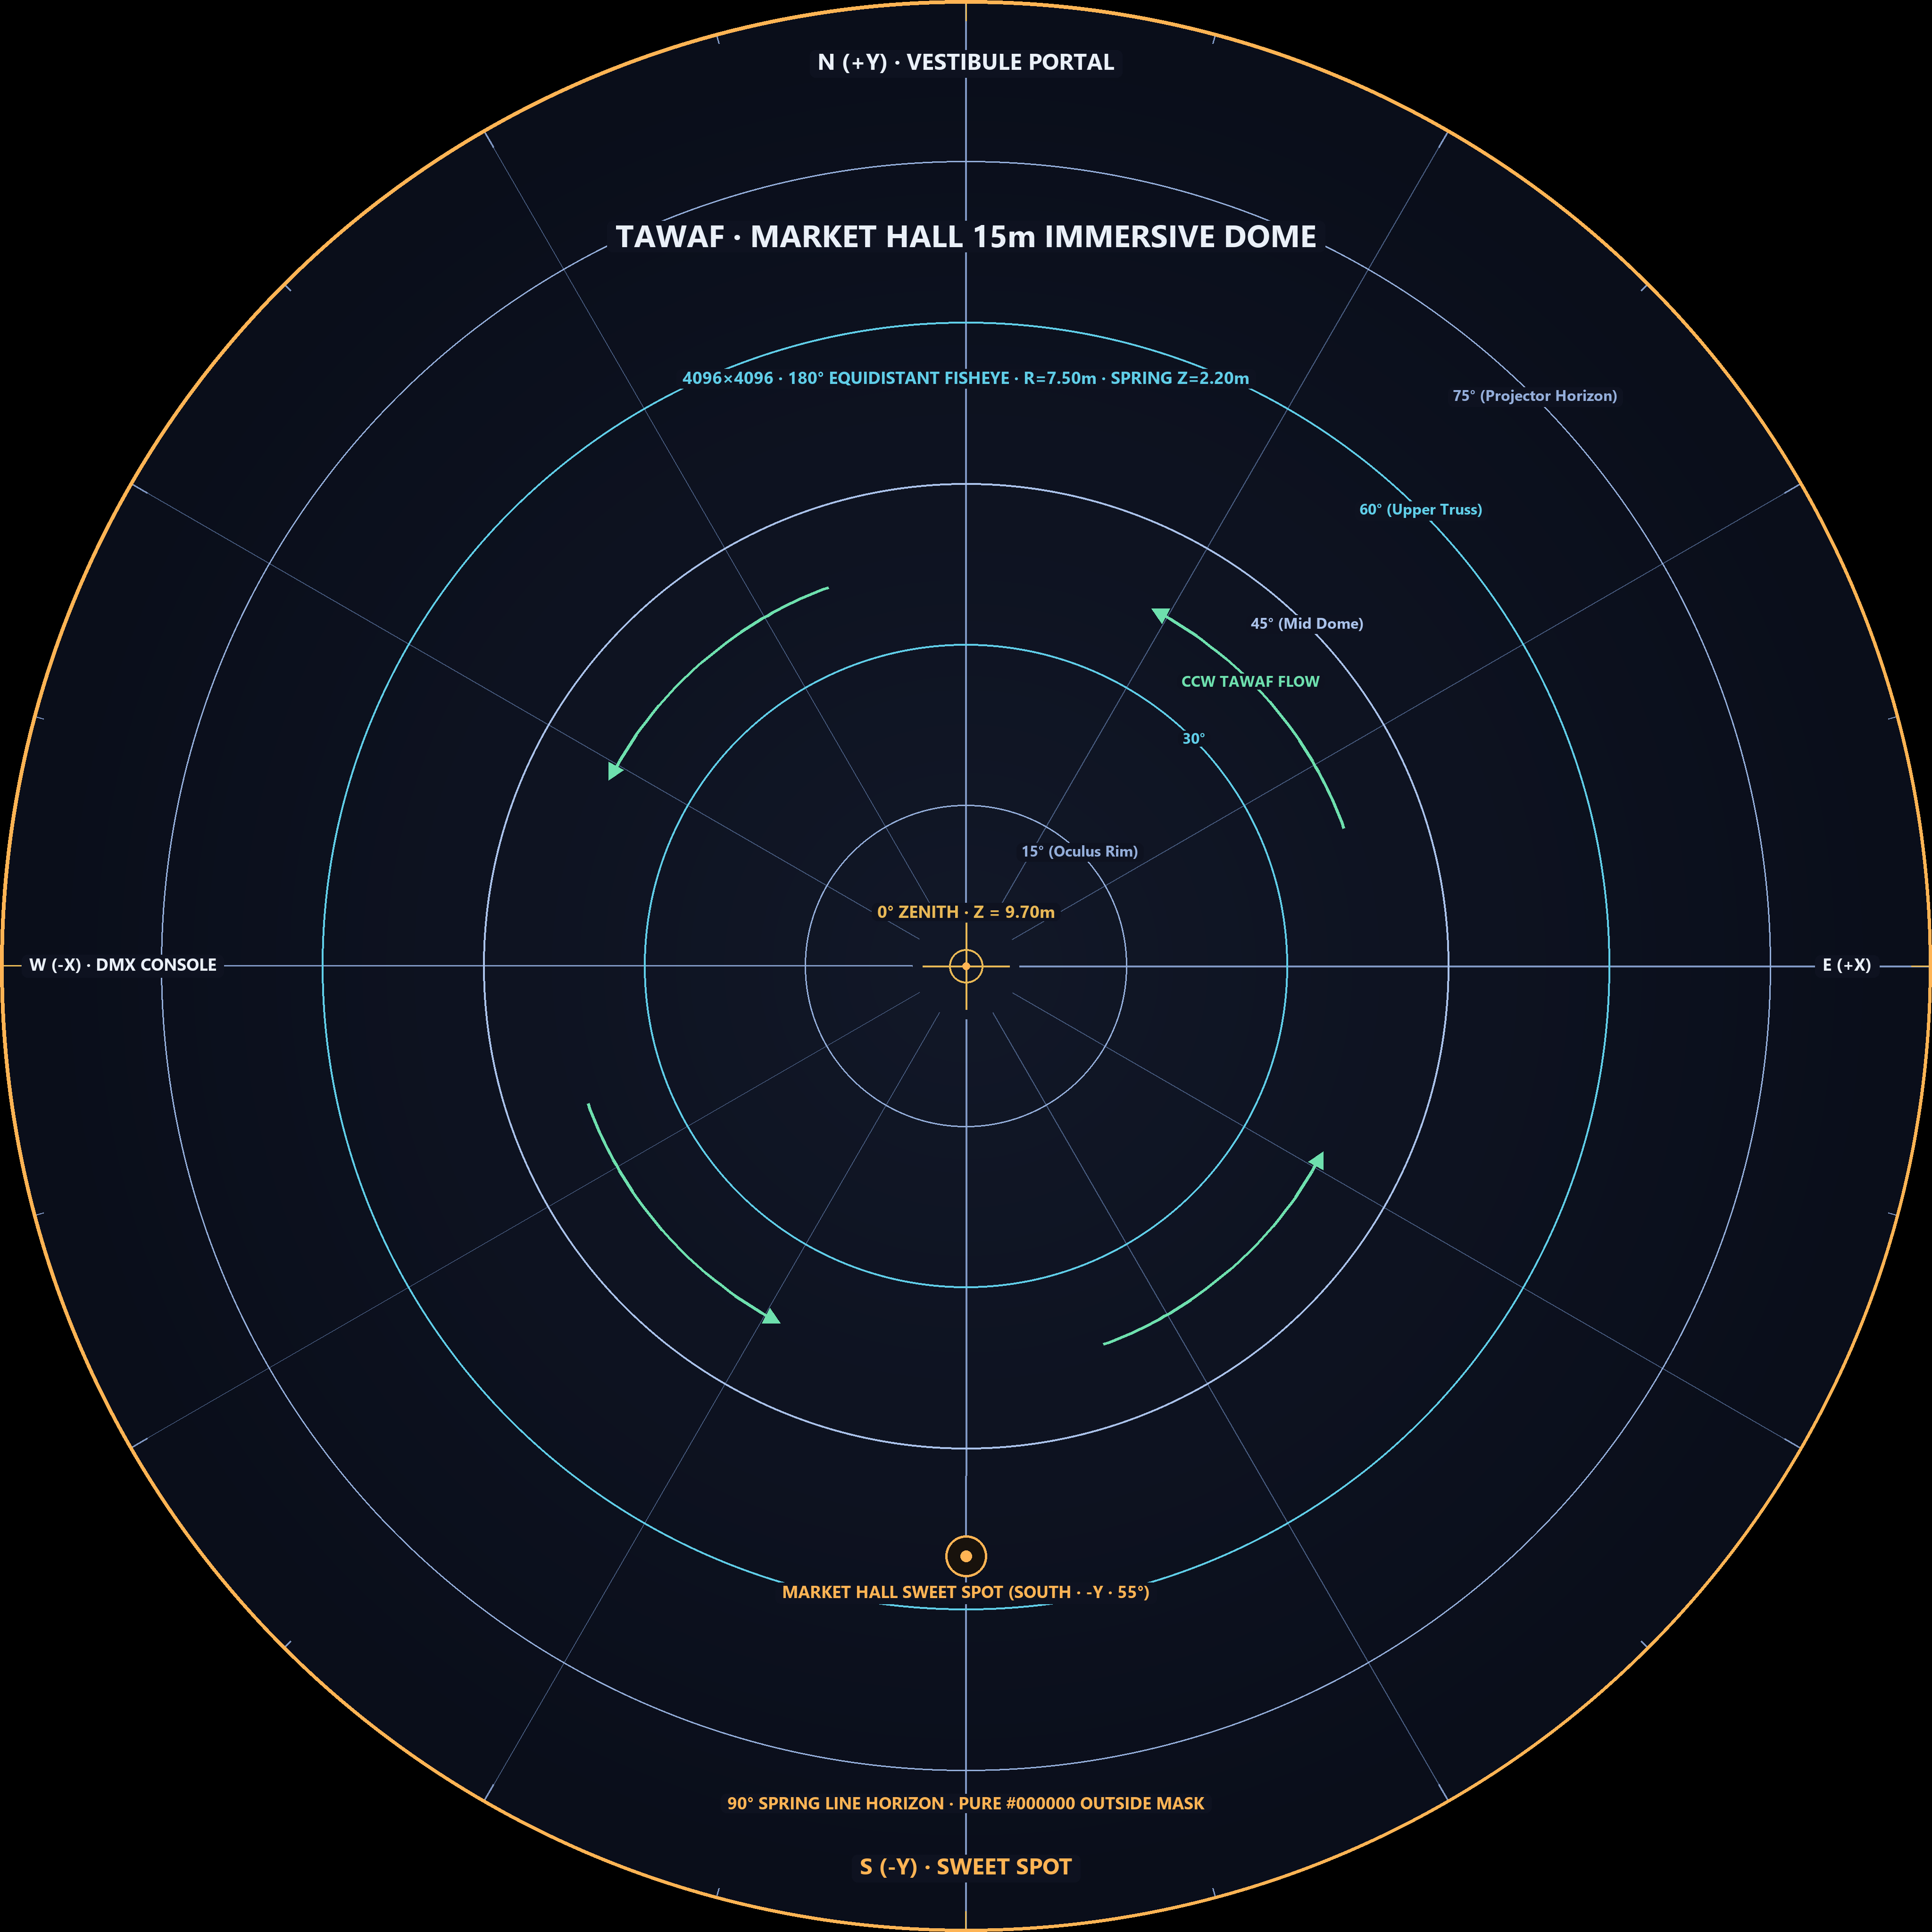 N (+Y) · VESTIBULE PORTAL
TAWAF · MARKET HALL 15m IMMERSIVE DOME
4096×4096 · 180° EQUIDISTANT FISHEYE · R=7.50m · SPRING Z=2.20m
75° (Projector Horizon)
60° (Upper Truss)
45° (Mid Dome)
CCW TAWAF FLOW
30°
15° (Oculus Rim)
0° ZENITH · Z = 9.70m
W (-X) · DMX CONSOLE
E (+X)
MARKET HALL SWEET SPOT (SOUTH · -Y · 55°)
90° SPRING LINE HORIZON · PURE #000000 OUTSIDE MASK
S (-Y) · SWEET SPOT